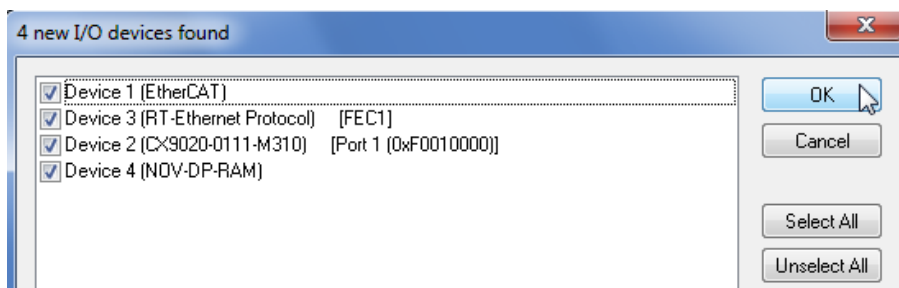 4 new I/O devices found
Device 1 (EtherCAT)
Device 3 (RT-Ethernet Protocol) [FEC1]
Device 2 (CX9020-0111-M310) [Port 1 (0xF0010000)]
Device 4 (NOV-DP-RAM)
OK
Cancel
Select All
Unselect All